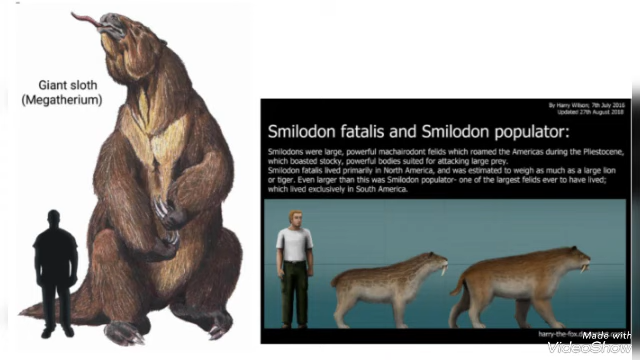 Giant sloth
(Megatherium)
By Harry Wilson; 7th July 2016
Updated 27th August 2018
Smilodon fatalis and Smilodon populator:
Smilodons were large, powerful machairodont felids which roamed the Americas during the Pliestocene,
which boasted stocky, powerful bodies suited for attacking large prey.
Smilodon fatalis lived primarily in North America, and was estimated to weigh as much as a large lion
or tiger. Even larger than this was Smilodon populator- one of the largest felids ever to have lived;
which lived exclusively in South America.
Made with
VideoShow